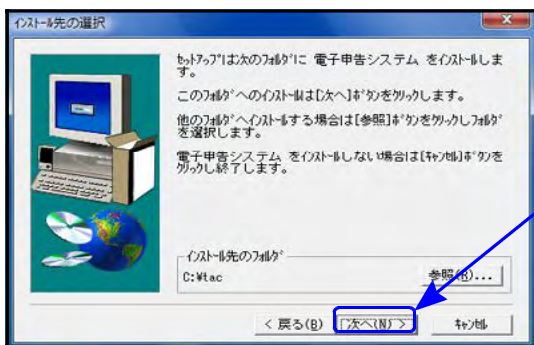 インストール先の選択
ｾｯﾄｱｯﾌﾟは次のﾌｫﾙﾀﾞに 電子申告システム をインストールしま
す。
このﾌｫﾙﾀﾞへのインストールは[次へ]ﾎﾞﾀﾝをｸﾘｯｸします。
他のﾌｫﾙﾀﾞへインストールする場合は[参照]ﾎﾞﾀﾝをｸﾘｯｸしﾌｫﾙﾀﾞ
を選択します。
電子申告システム をインストールしない場合は[ｷｬﾝｾﾙ]ﾎﾞﾀﾝを
ｸﾘｯｸし終了します。
インストール先のﾌｫﾙﾀﾞ
C:¥tac
参照(R)...
< 戻る(B)
次へ(N) >
ｷｬﾝｾﾙ